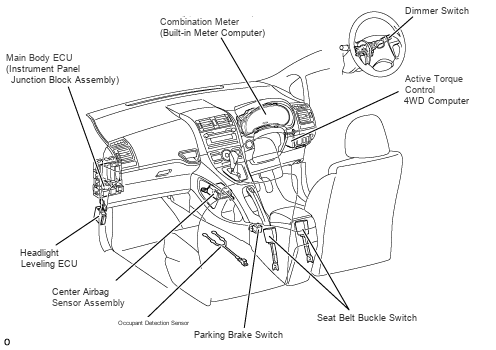 Dimmer Switch
Combination Meter
(Built-in Meter Computer)
Main Body ECU
(Instrument Panel
Junction Block Assembly)
Active Torque
Control
4WD Computer
Headlight
Leveling ECU
Center Airbag
Sensor Assembly
Occupant Detection Sensor
Parking Brake Switch
Seat Belt Buckle Switch
O